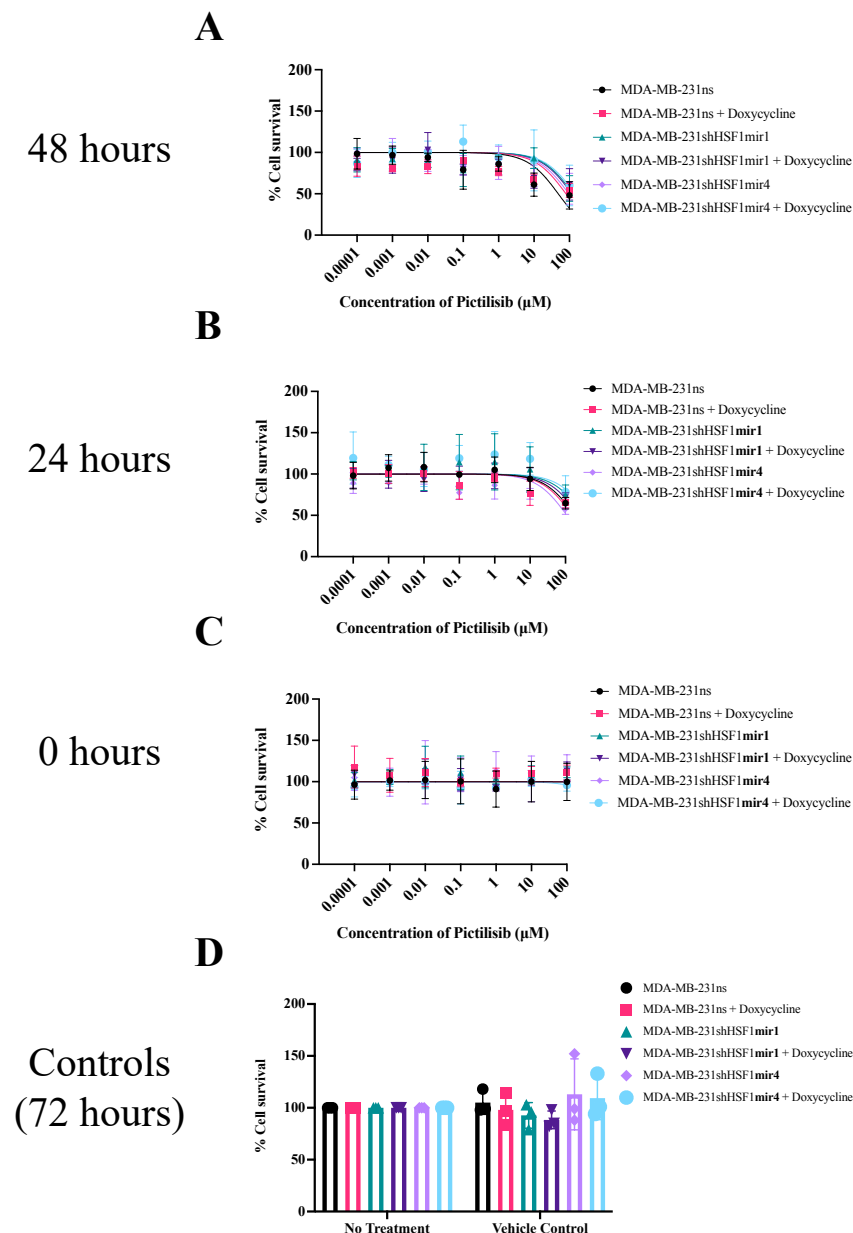 A
48 hours
200
150
100
50
0
% Cell survival
0.0001
0.001
0.01
0.1
1
10
100
Concentration of Pictilisib (µM)
MDA-MB-231ns
MDA-MB-231ns + Doxycycline
MDA-MB-231shHSF1mir1
MDA-MB-231shHSF1mir1 + Doxycycline
MDA-MB-231shHSF1mir4
MDA-MB-231shHSF1mir4 + Doxycycline
B
24 hours
200
150
100
50
0
% Cell survival
0.0001
0.001
0.01
0.1
1
10
100
Concentration of Pictilisib (µM)
MDA-MB-231ns
MDA-MB-231ns + Doxycycline
MDA-MB-231shHSF1mir1
MDA-MB-231shHSF1mir1 + Doxycycline
MDA-MB-231shHSF1mir4
MDA-MB-231shHSF1mir4 + Doxycycline
C
0 hours
200
150
100
50
0
% Cell survival
0.0001
0.001
0.01
0.1
1
10
100
Concentration of Pictilisib (µM)
MDA-MB-231ns
MDA-MB-231ns + Doxycycline
MDA-MB-231shHSF1mir1
MDA-MB-231shHSF1mir1 + Doxycycline
MDA-MB-231shHSF1mir4
MDA-MB-231shHSF1mir4 + Doxycycline
D
Controls
(72 hours)
200
150
100
50
0
% Cell survival
No Treatment
Vehicle Control
MDA-MB-231ns
MDA-MB-231ns + Doxycycline
MDA-MB-231shHSF1mir1
MDA-MB-231shHSF1mir1 + Doxycycline
MDA-MB-231shHSF1mir4
MDA-MB-231shHSF1mir4 + Doxycycline